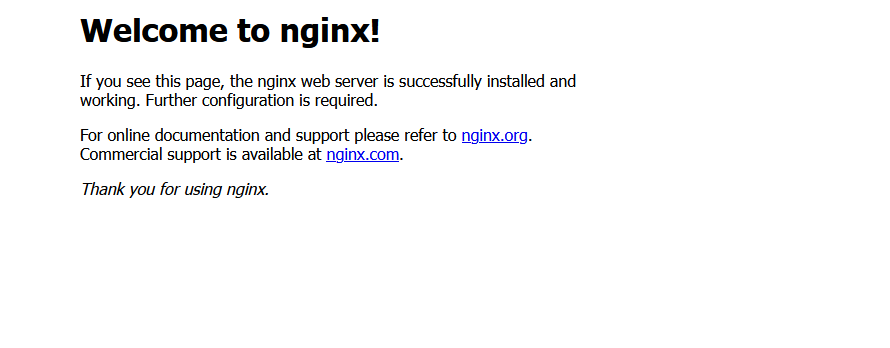 Welcome to nginx!
If you see this page, the nginx web server is successfully installed and
working. Further configuration is required.
For online documentation and support please refer to nginx.org.
Commercial support is available at nginx.com.
Thank you for using nginx.